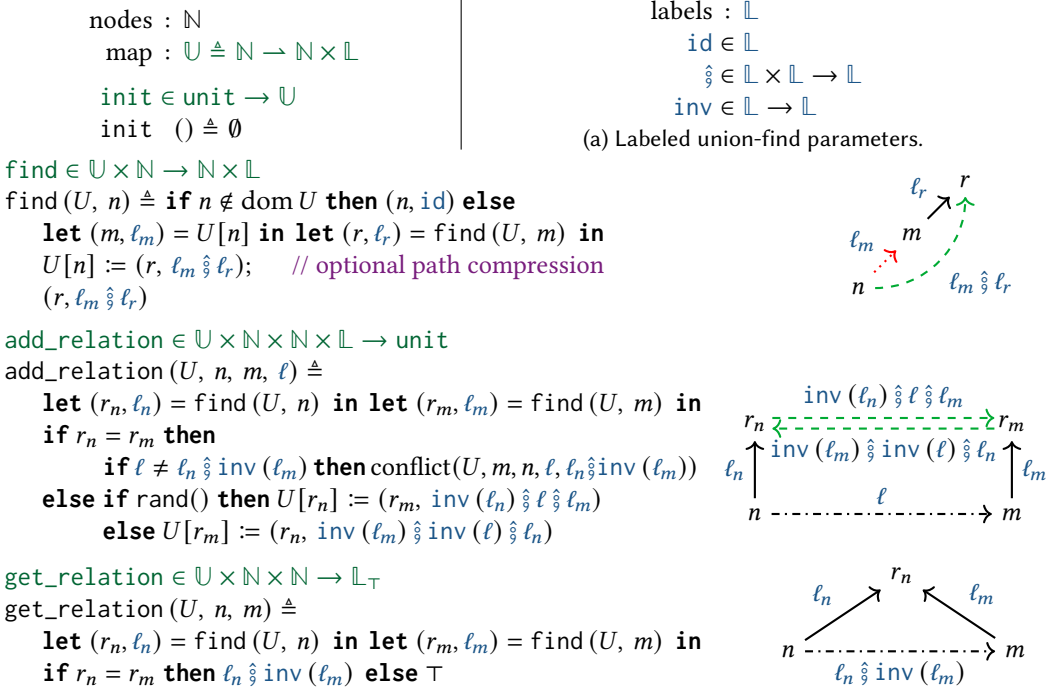 nodes : ℕ
map : 𝕌 ≜ ℕ ⇀ ℕ × 𝕃
init ∈ unit → 𝕌
init () ≜ ∅
labels : 𝕃
id ∈ 𝕃
⨾̂ ∈ 𝕃 × 𝕃 → 𝕃
inv ∈ 𝕃 → 𝕃
(a) Labeled union-find parameters.
find ∈ 𝕌 × ℕ → ℕ × 𝕃
find (U, n) ≜ if n ∉ dom U then (n, id) else
let (m, ℓₘ) = U[n] in let (r, ℓᵣ) = find (U, m) in
U[n] ≔ (r, ℓₘ ⨾̂ ℓᵣ); // optional path compression
(r, ℓₘ ⨾̂ ℓᵣ)
r
ℓᵣ
m
ℓₘ
n
ℓₘ ⨾̂ ℓᵣ
add_relation ∈ 𝕌 × ℕ × ℕ × 𝕃 → unit
add_relation (U, n, m, ℓ) ≜
let (rₙ, ℓₙ) = find (U, n) in let (rₘ, ℓₘ) = find (U, m) in
if rₙ = rₘ then
if ℓ ≠ ℓₙ ⨾̂ inv (ℓₘ) then conflict(U, m, n, ℓ, ℓₙ ⨾̂ inv (ℓₘ))
else if rand() then U[rₙ] ≔ (rₘ, inv (ℓₙ) ⨾̂ ℓ ⨾̂ ℓₘ)
else U[rₘ] ≔ (rₙ, inv (ℓₘ) ⨾̂ inv (ℓ) ⨾̂ ℓₙ)
inv (ℓₙ) ⨾̂ ℓ ⨾̂ ℓₘ
rₙ rₘ
inv (ℓₘ) ⨾̂ inv (ℓ) ⨾̂ ℓₙ
ℓₙ ℓₘ
ℓ
n m
get_relation ∈ 𝕌 × ℕ × ℕ → 𝕃⊤
get_relation (U, n, m) ≜
let (rₙ, ℓₙ) = find (U, n) in let (rₘ, ℓₘ) = find (U, m) in
if rₙ = rₘ then ℓₙ ⨾̂ inv (ℓₘ) else ⊤
rₙ
ℓₙ ℓₘ
n m
ℓₙ ⨾̂ inv (ℓₘ)